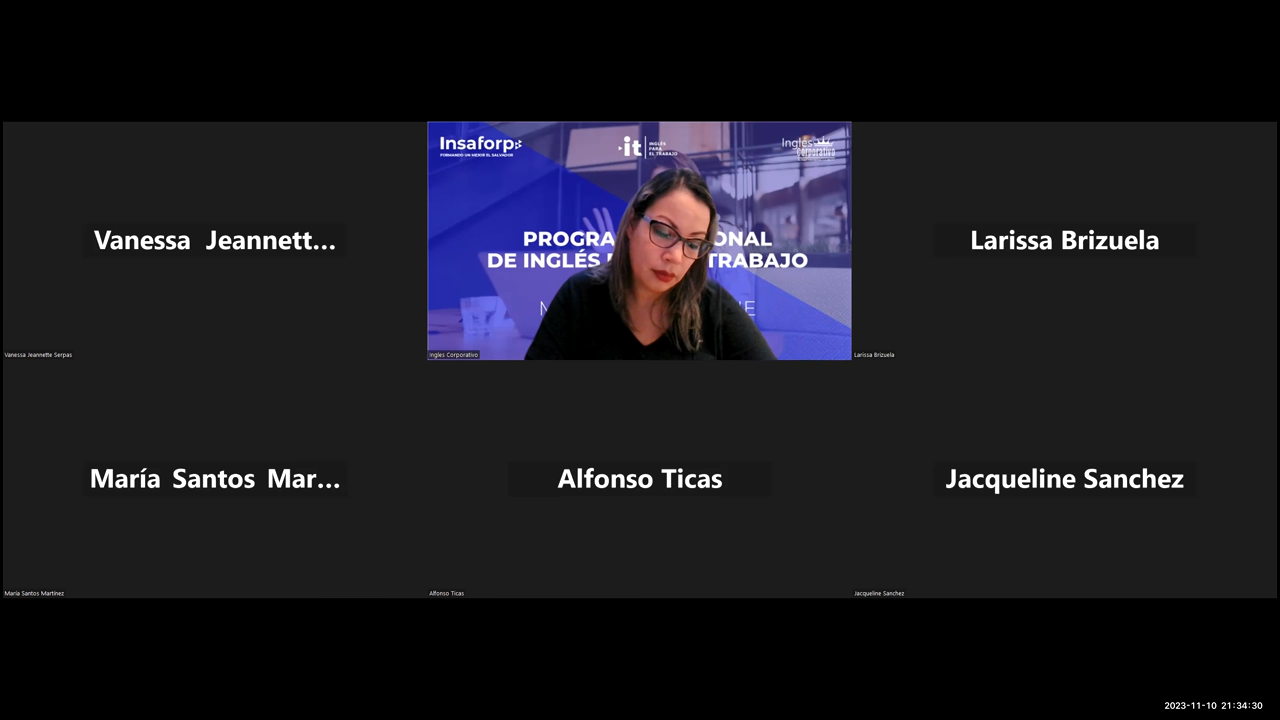 Insaforp
FORMANDO UN MEJOR EL SALVADOR
it INGLÉS
PARA
EL TRABAJO
Inglés
Corporativo
Vanessa Jeannett...
PROGRA ONAL
DE INGLÉS TRABAJO
Larissa Brizuela
Vanessa Jeannette Serpas
Ingles Corporativo
Larissa Brizuela
María Santos Mar...
Alfonso Ticas
Jacqueline Sanchez
María Santos Martínez
Alfonso Ticas
Jacqueline Sanchez
2023-11-10 21:34:30